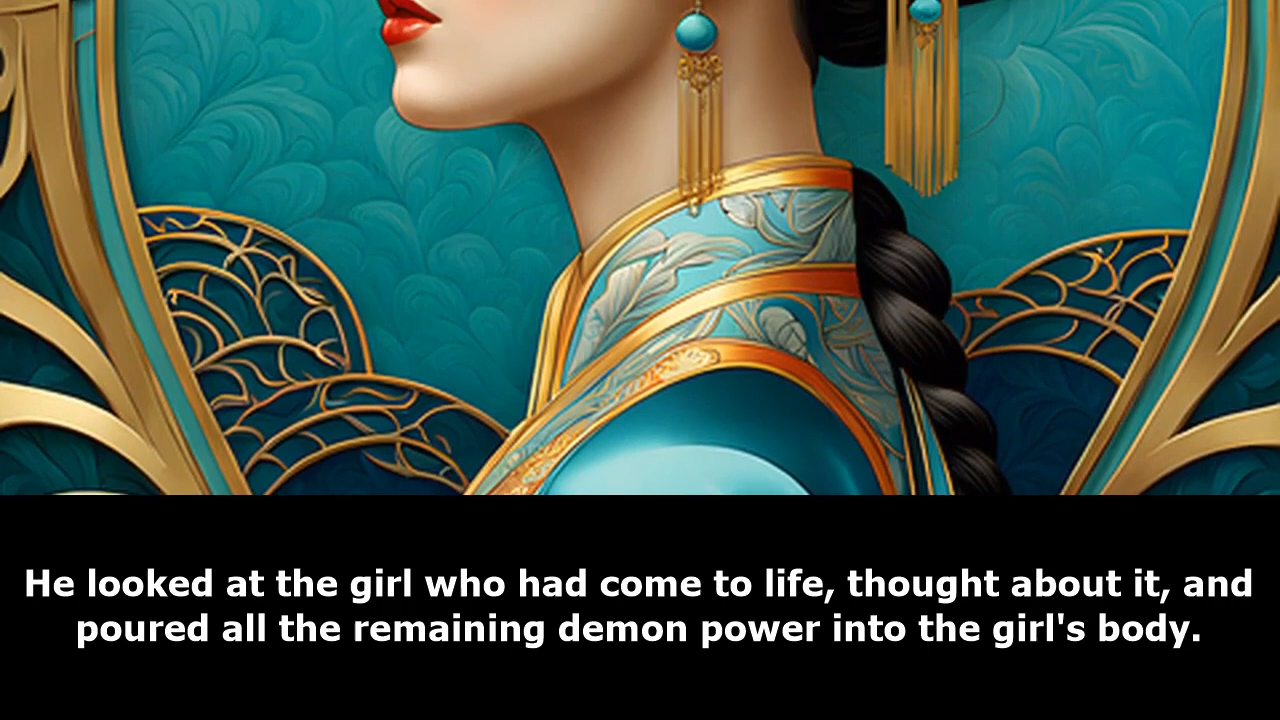 He looked at the girl who had come to life, thought about it, and
poured all the remaining demon power into the girl's body.